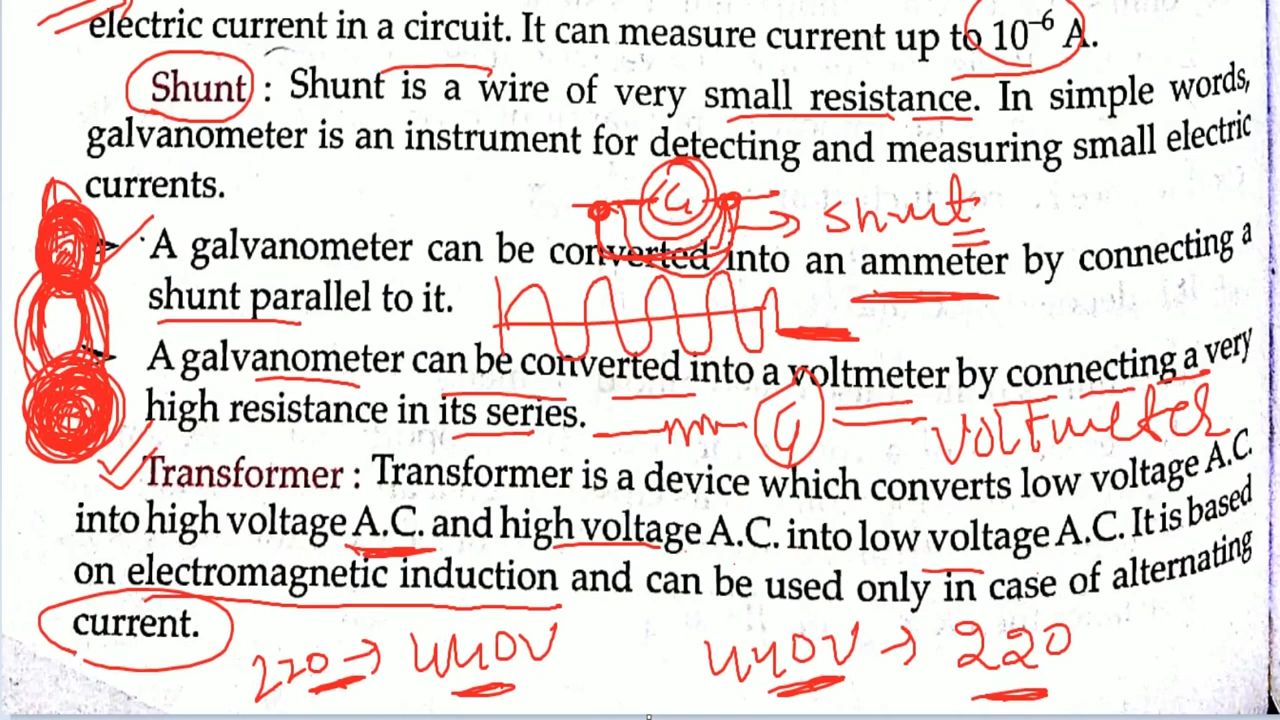 electric current in a circuit. It can measure current up to 10⁻⁶ A.
Shunt : Shunt is a wire of very small resistance. In simple words,
galvanometer is an instrument for detecting and measuring small electric
currents.
G → shunt
A galvanometer can be converted into an ammeter by connecting a
shunt parallel to it.
A galvanometer can be converted into a voltmeter by connecting a very
high resistance in its series.
G = voltmeter
Transformer : Transformer is a device which converts low voltage A.C.
into high voltage A.C. and high voltage A.C. into low voltage A.C. It is based
on electromagnetic induction and can be used only in case of alternating
current.
220 → 440V 440V → 220